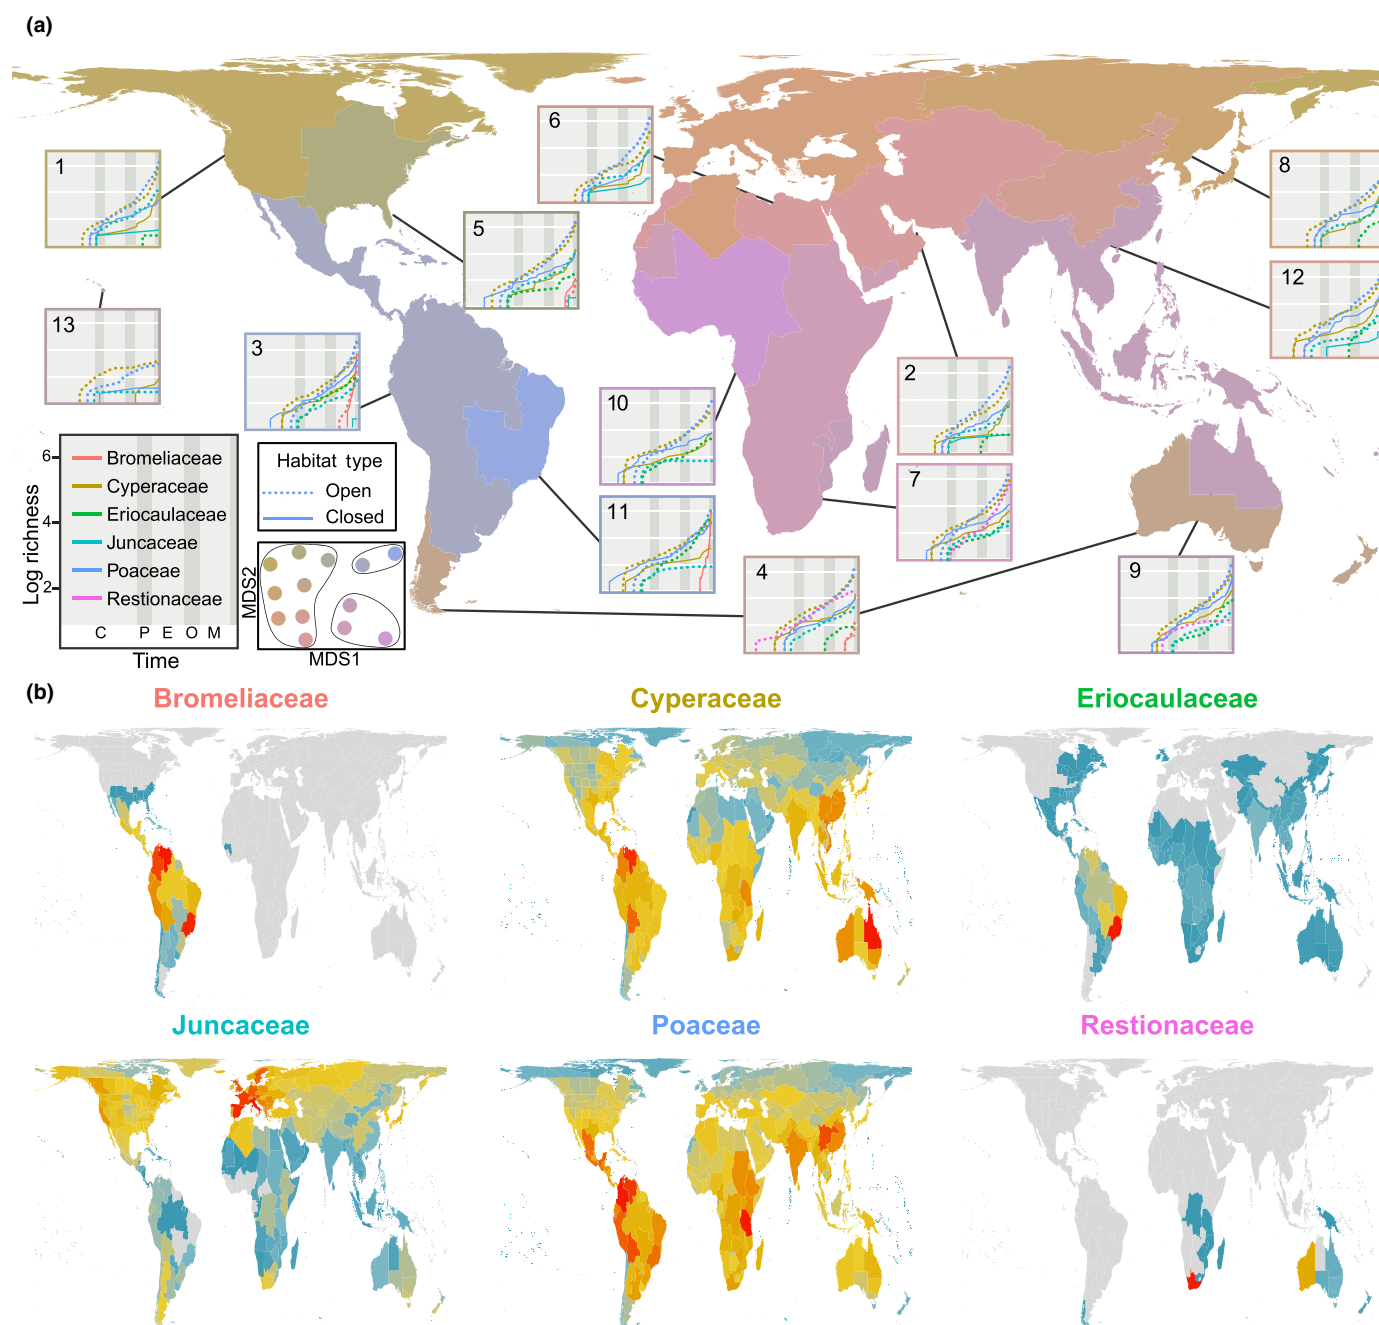 (a)
1
6
8
5
12
13
3
2
10
7
11
4
9
6
4
2
Log richness
Bromeliaceae
Cyperaceae
Eriocaulaceae
Juncaceae
Poaceae
Restionaceae
C P E O M
Time
Habitat type
Open
Closed
MDS2
MDS1
(b)
Bromeliaceae
Cyperaceae
Eriocaulaceae
Juncaceae
Poaceae
Restionaceae